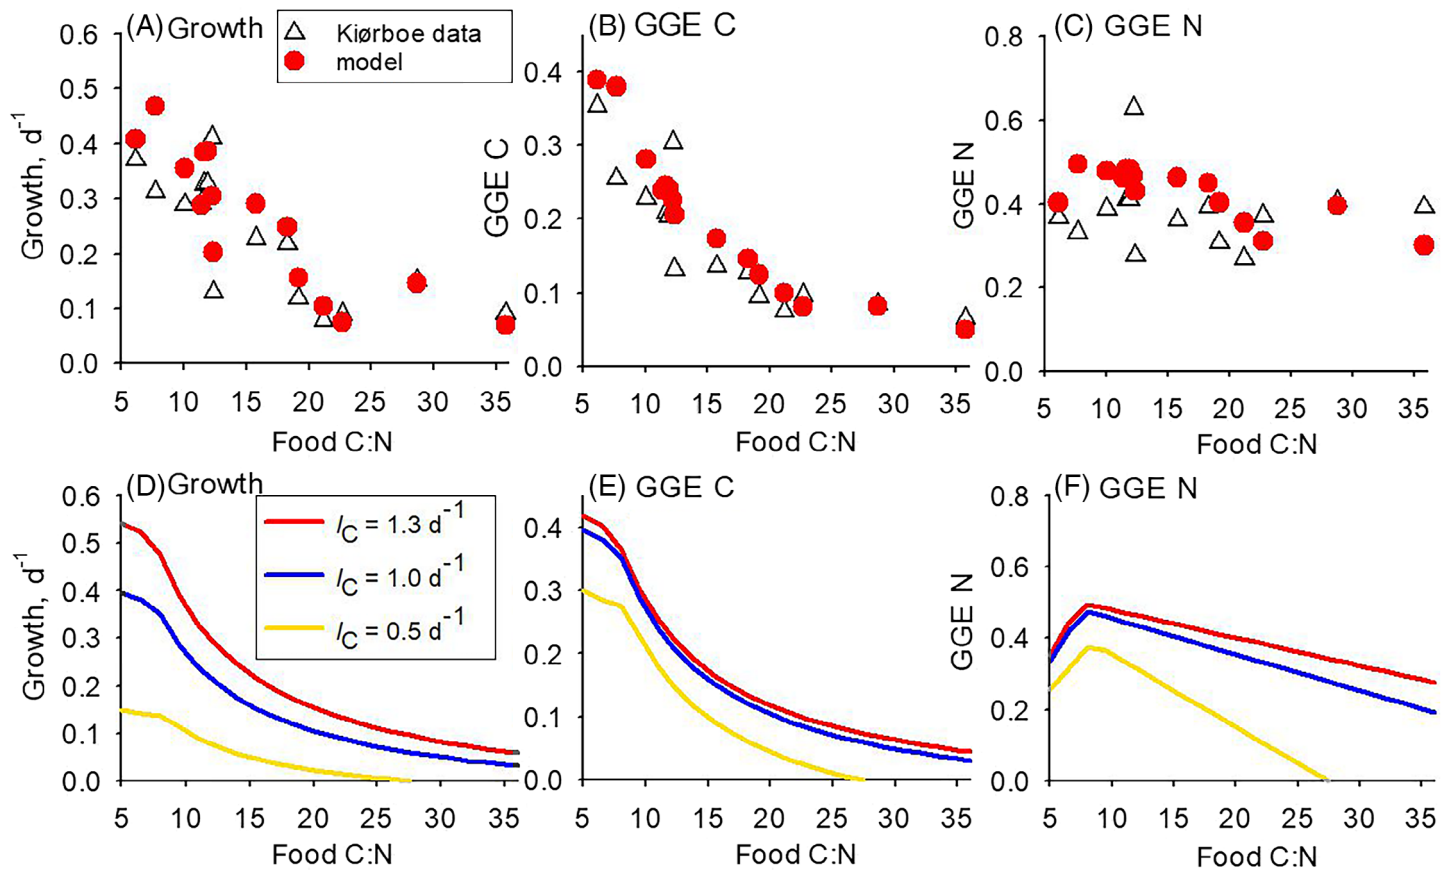 (A) Growth
Kiørboe data
model
Growth, d-1
0.6
0.5
0.4
0.3
0.2
0.1
0.0
5 10 15 20 25 30 35
Food C:N
(B) GGE C
GGE C
0.4
0.3
0.2
0.1
0.0
5 10 15 20 25 30 35
Food C:N
(C) GGE N
GGE N
0.8
0.6
0.4
0.2
0.0
5 10 15 20 25 30 35
Food C:N
(D) Growth
IC = 1.3 d-1
IC = 1.0 d-1
IC = 0.5 d-1
Growth, d-1
0.6
0.5
0.4
0.3
0.2
0.1
0.0
5 10 15 20 25 30 35
Food C:N
(E) GGE C
0.4
0.3
0.2
0.1
0.0
5 10 15 20 25 30 35
Food C:N
(F) GGE N
GGE N
0.8
0.6
0.4
0.2
0.0
5 10 15 20 25 30 35
Food C:N